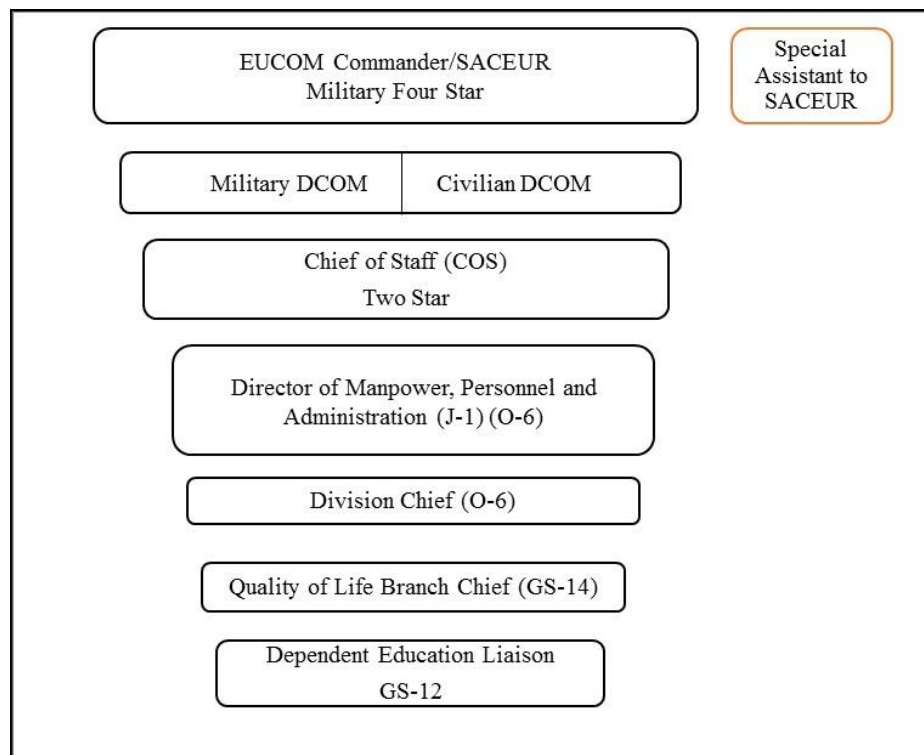 EUCOM Commander/SACEUR
Military Four Star
Special
Assistant to
SACEUR
Military DCOM
Civilian DCOM
Chief of Staff (COS)
Two Star
Director of Manpower, Personnel and
Administration (J-1) (O-6)
Division Chief (O-6)
Quality of Life Branch Chief (GS-14)
Dependent Education Liaison
GS-12